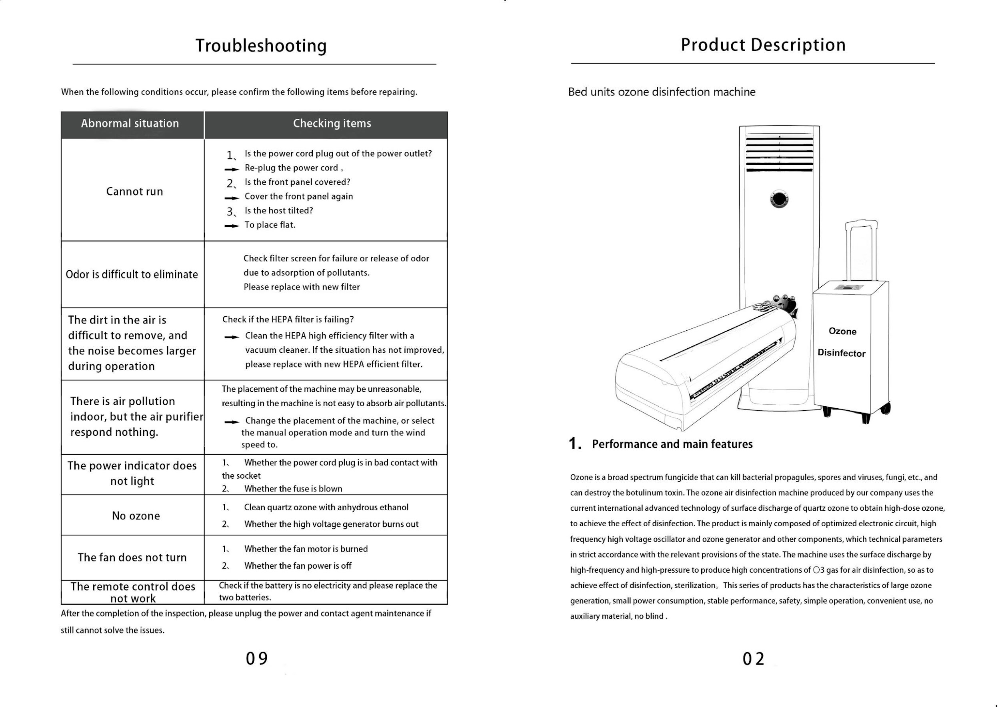 Troubleshooting
When the following conditions occur, please confirm the following items before repairing.
Abnormal situation
Checking items
Cannot run
1、 Is the power cord plug out of the power outlet?
Re-plug the power cord 。
2、 Is the front panel covered?
Cover the front panel again
3、 Is the host tilted?
To place flat.
Odor is difficult to eliminate
Check filter screen for failure or release of odor
due to adsorption of pollutants.
Please replace with new filter
The dirt in the air is
difficult to remove, and
the noise becomes larger
during operation
Check if the HEPA filter is failing?
Clean the HEPA high efficiency filter with a
vacuum cleaner. If the situation has not improved,
please replace with new HEPA efficient filter.
There is air pollution
indoor, but the air purifier
respond nothing.
The placement of the machine may be unreasonable,
resulting in the machine is not easy to absorb air pollutants.
Change the placement of the machine, or select
the manual operation mode and turn the wind
speed to.
The power indicator does
not light
1、 Whether the power cord plug is in bad contact with
the socket
2、 Whether the fuse is blown
No ozone
1、 Clean quartz ozone with anhydrous ethanol
2、 Whether the high voltage generator burns out
The fan does not turn
1、 Whether the fan motor is burned
2、 Whether the fan power is off
The remote control does
not work
Check if the battery is no electricity and please replace the
two batteries.
After the completion of the inspection, please unplug the power and contact agent maintenance if
still cannot solve the issues.
09
Product Description
Bed units ozone disinfection machine
Ozone
Disinfector
1. Performance and main features
Ozone is a broad spectrum fungicide that can kill bacterial propagules, spores and viruses, fungi, etc., and
can destroy the botulinum toxin. The ozone air disinfection machine produced by our company uses the
current international advanced technology of surface discharge of quartz ozone to obtain high-dose ozone,
to achieve the effect of disinfection. The product is mainly composed of optimized electronic circuit, high
frequency high voltage oscillator and ozone generator and other components, which technical parameters
in strict accordance with the relevant provisions of the state. The machine uses the surface discharge by
high-frequency and high-pressure to produce high concentrations of 〇3 gas for air disinfection, so as to
achieve effect of disinfection, sterilization。 This series of products has the characteristics of large ozone
generation, small power consumption, stable performance, safety, simple operation, convenient use, no
auxiliary material, no blind .
02